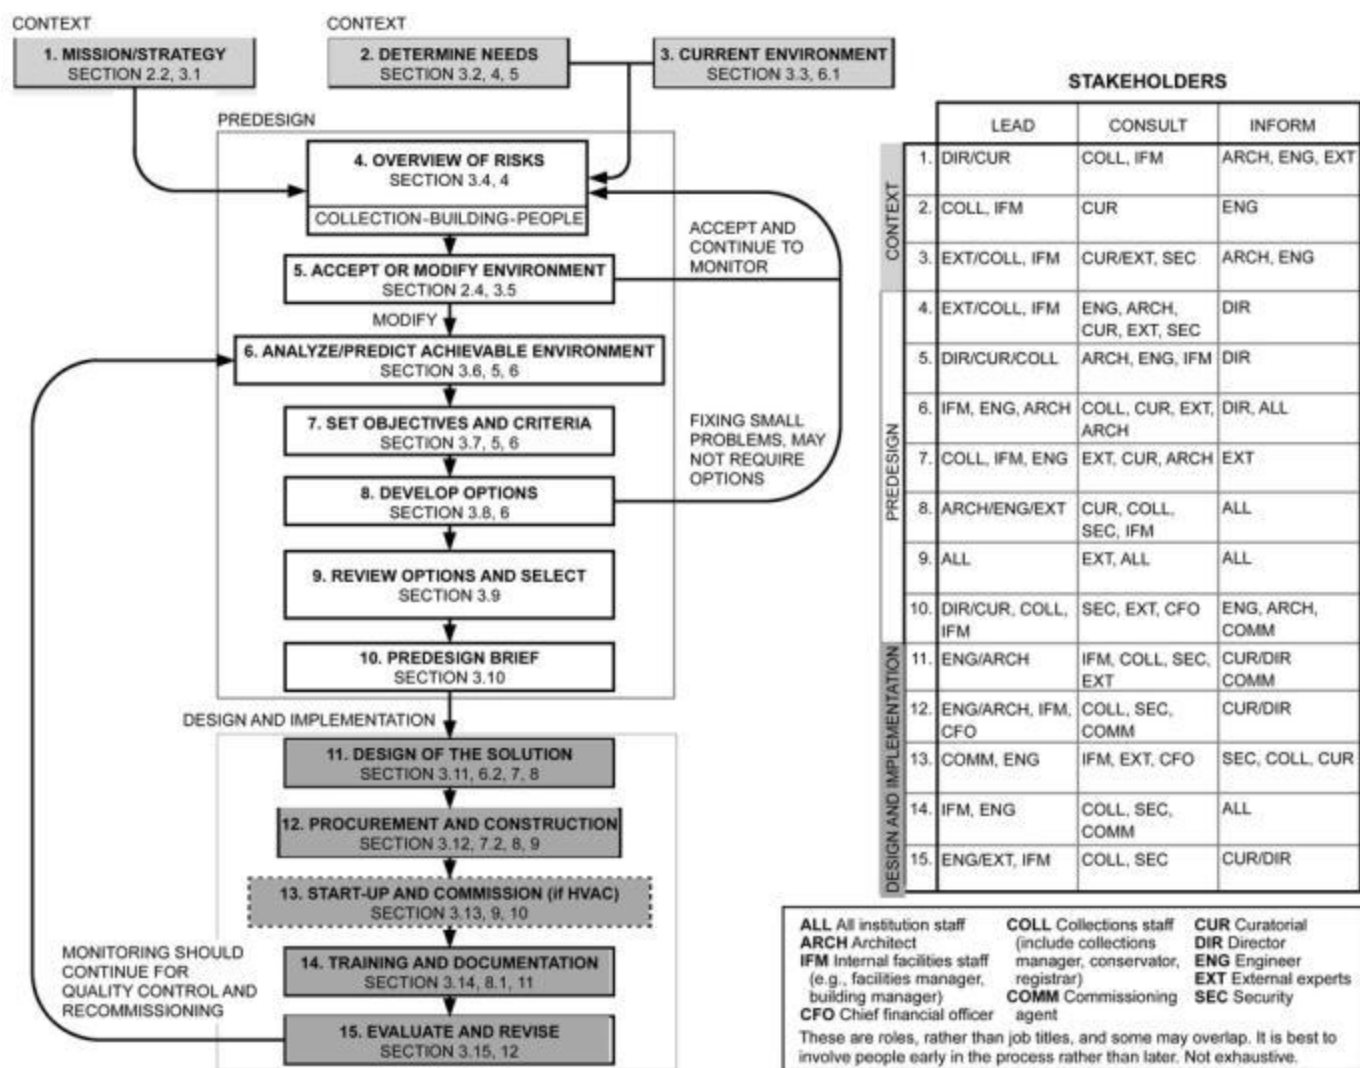 CONTEXT
CONTEXT
1. MISSION/STRATEGY
SECTION 2.2, 3.1
2. DETERMINE NEEDS
SECTION 3.2, 4, 5
3. CURRENT ENVIRONMENT
SECTION 3.3, 6.1
PREDESIGN
4. OVERVIEW OF RISKS
SECTION 3.4, 4
COLLECTION-BUILDING-PEOPLE
ACCEPT AND
CONTINUE TO
MONITOR
5. ACCEPT OR MODIFY ENVIRONMENT
SECTION 2.4, 3.5
MODIFY
6. ANALYZE/PREDICT ACHIEVABLE ENVIRONMENT
SECTION 3.6, 5, 6
7. SET OBJECTIVES AND CRITERIA
SECTION 3.7, 5, 6
FIXING SMALL
PROBLEMS, MAY
NOT REQUIRE
OPTIONS
8. DEVELOP OPTIONS
SECTION 3.8, 6
9. REVIEW OPTIONS AND SELECT
SECTION 3.9
10. PREDESIGN BRIEF
SECTION 3.10
DESIGN AND IMPLEMENTATION
11. DESIGN OF THE SOLUTION
SECTION 3.11, 6.2, 7, 8
12. PROCUREMENT AND CONSTRUCTION
SECTION 3.12, 7.2, 8, 9
13. START-UP AND COMMISSION (if HVAC)
SECTION 3.13, 9, 10
14. TRAINING AND DOCUMENTATION
SECTION 3.14, 8.1, 11
15. EVALUATE AND REVISE
SECTION 3.15, 12
MONITORING SHOULD
CONTINUE FOR
QUALITY CONTROL AND
RECOMMISSIONING
STAKEHOLDERS
LEAD CONSULT INFORM
CONTEXT
1. DIR/CUR COLL, IFM ARCH, ENG, EXT
2. COLL, IFM CUR ENG
3. EXT/COLL, IFM CUR/EXT, SEC ARCH, ENG
PREDESIGN
4. EXT/COLL, IFM ENG, ARCH, DIR
CUR, EXT, SEC
5. DIR/CUR/COLL ARCH, ENG, IFM DIR
6. IFM, ENG, ARCH COLL, CUR, EXT, DIR, ALL
ARCH
7. COLL, IFM, ENG EXT, CUR, ARCH EXT
8. ARCH/ENG/EXT CUR, COLL, ALL
SEC, IFM
9. ALL EXT, ALL ALL
10. DIR/CUR, COLL, SEC, EXT, CFO ENG, ARCH,
IFM COMM
DESIGN AND IMPLEMENTATION
11. ENG/ARCH IFM, COLL, SEC, CUR/DIR
EXT COMM
12. ENG/ARCH, IFM, COLL, SEC, CUR/DIR
CFO COMM
13. COMM, ENG IFM, EXT, CFO SEC, COLL, CUR
14. IFM, ENG COLL, SEC, ALL
COMM
15. ENG/EXT, IFM COLL, SEC CUR/DIR
ALL All institution staff
ARCH Architect
IFM Internal facilities staff
(e.g., facilities manager,
building manager)
CFO Chief financial officer
COLL Collections staff
(include collections
manager, conservator,
registrar)
COMM Commissioning
agent
CUR Curatorial
DIR Director
ENG Engineer
EXT External experts
SEC Security
These are roles, rather than job titles, and some may overlap. It is best to
involve people early in the process rather than later. Not exhaustive.